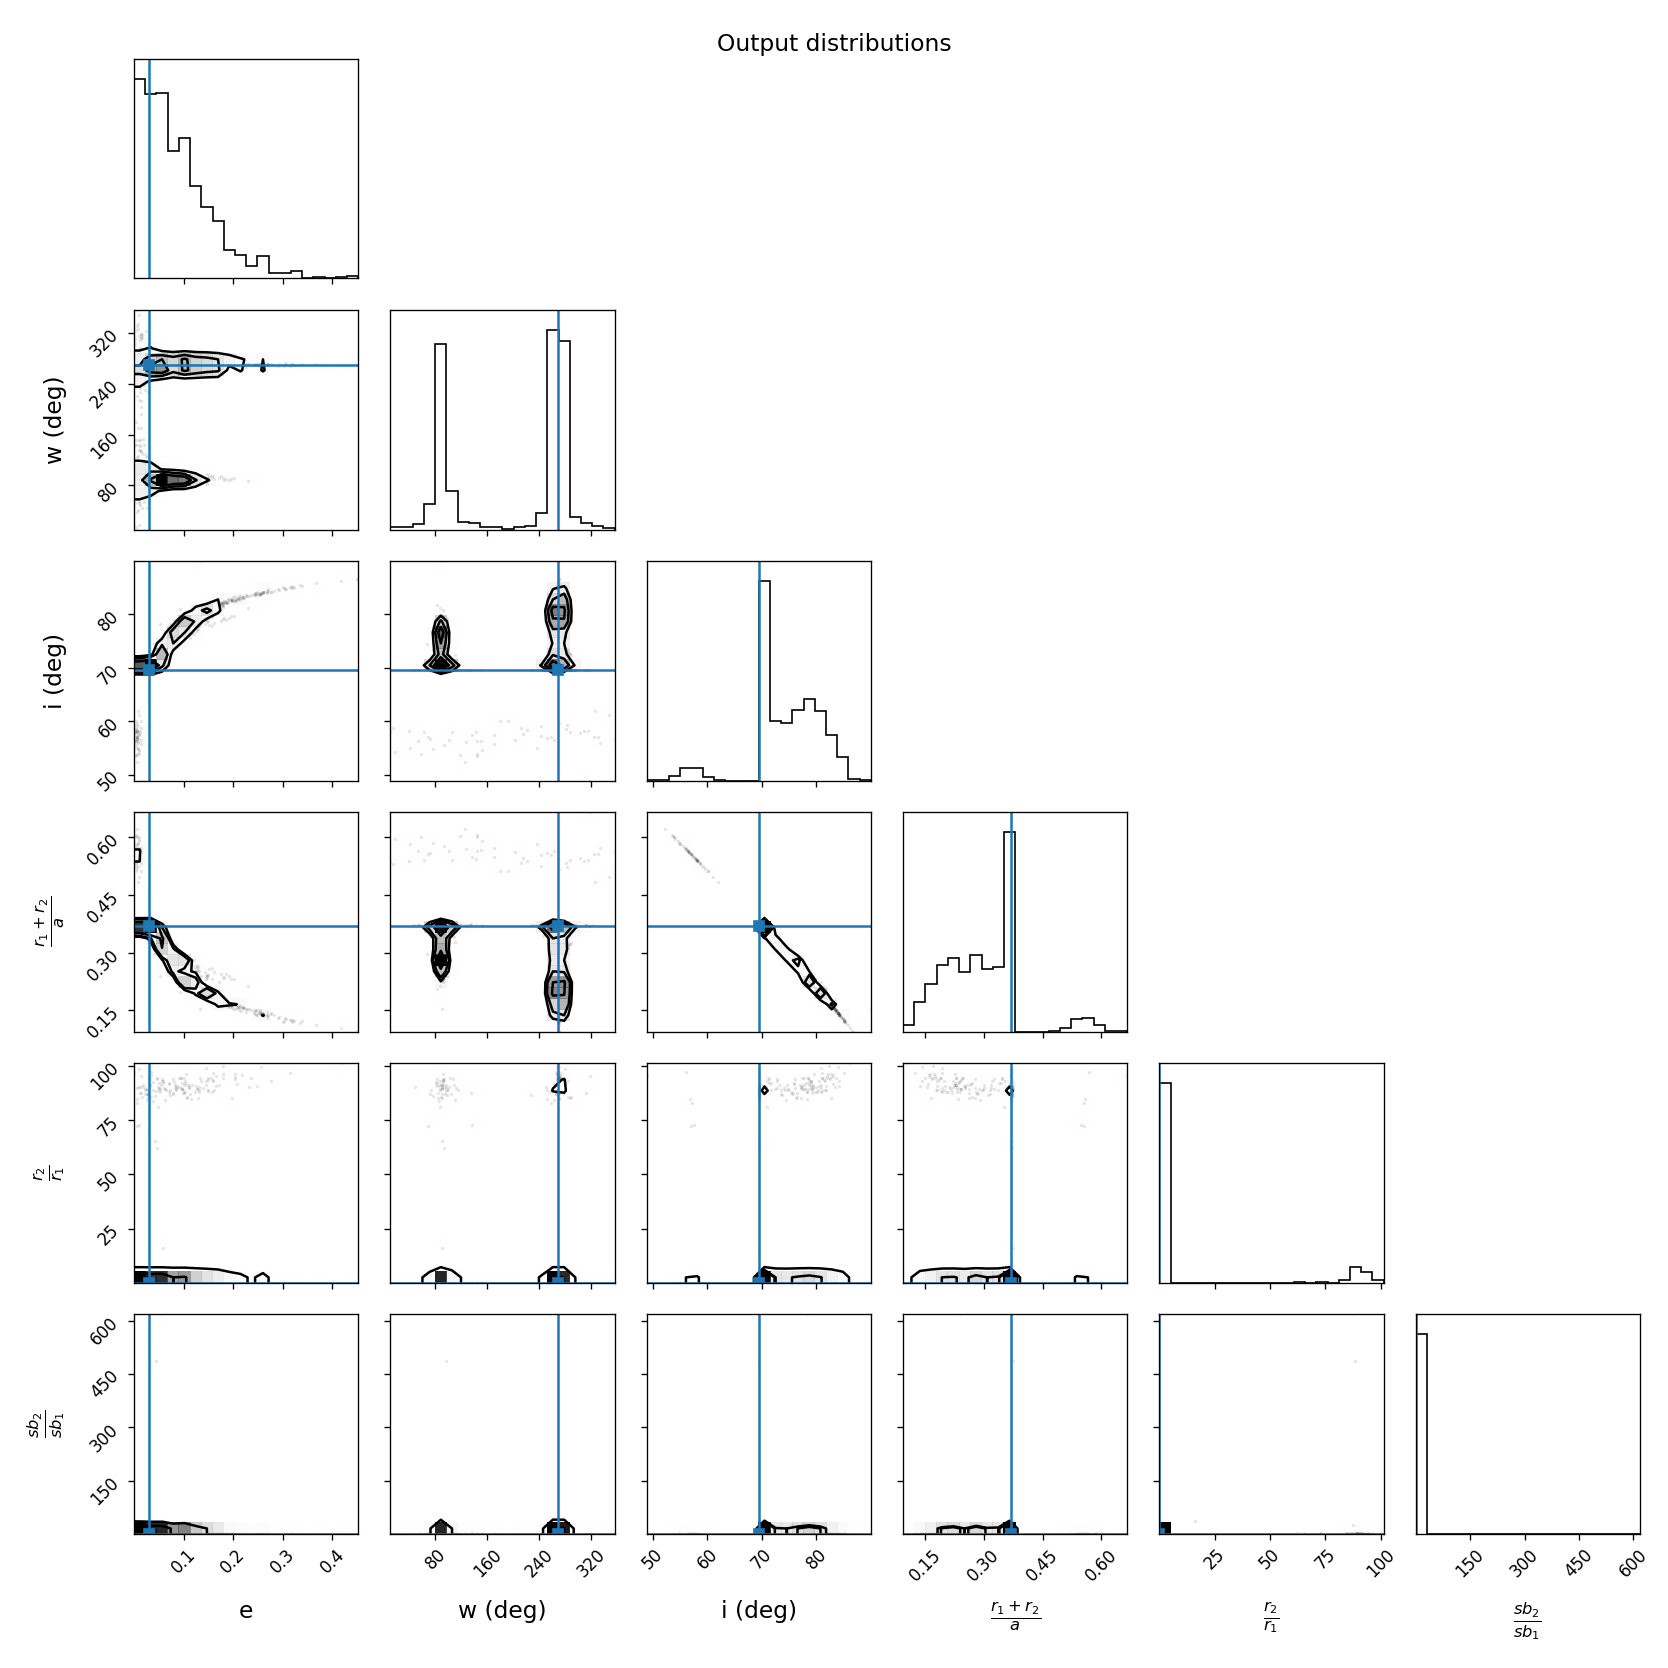 Output distributions
w (deg)
320
240
160
80
i (deg)
80
70
60
50
r₁ + r₂
a
0.60
0.45
0.30
0.15
r₂
r₁
100
75
50
25
sb₂
sb₁
600
450
300
150
0.1 0.2 0.3 0.4
80 160 240 320
50 60 70 80
0.15 0.30 0.45 0.60
25 50 75 100
150 300 450 600
e
w (deg)
i (deg)
r₁ + r₂
a
r₂
r₁
sb₂
sb₁